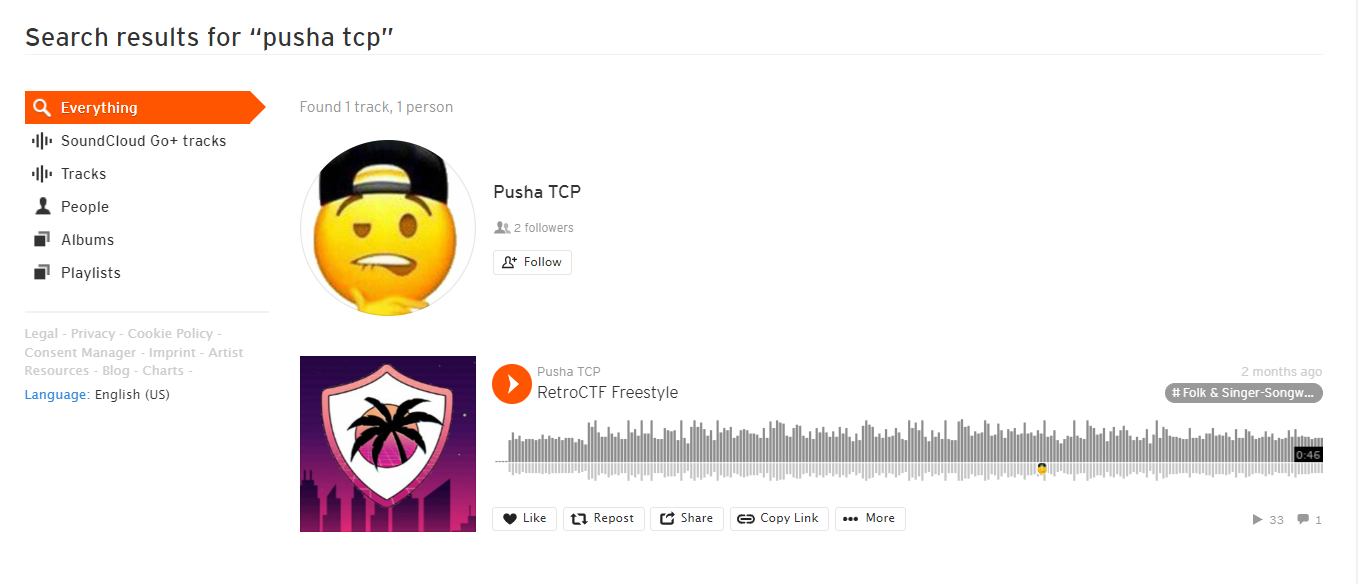 Search results for “pusha tcp”
Everything
SoundCloud Go+ tracks
Tracks
People
Albums
Playlists
Legal - Privacy - Cookie Policy -
Consent Manager - Imprint - Artist
Resources - Blog - Charts -
Language: English (US)
Found 1 track, 1 person
Pusha TCP
2 followers
Follow
Pusha TCP
2 months ago
RetroCTF Freestyle
# Folk & Singer-Songw...
0:46
Like
Repost
Share
Copy Link
More
33
1